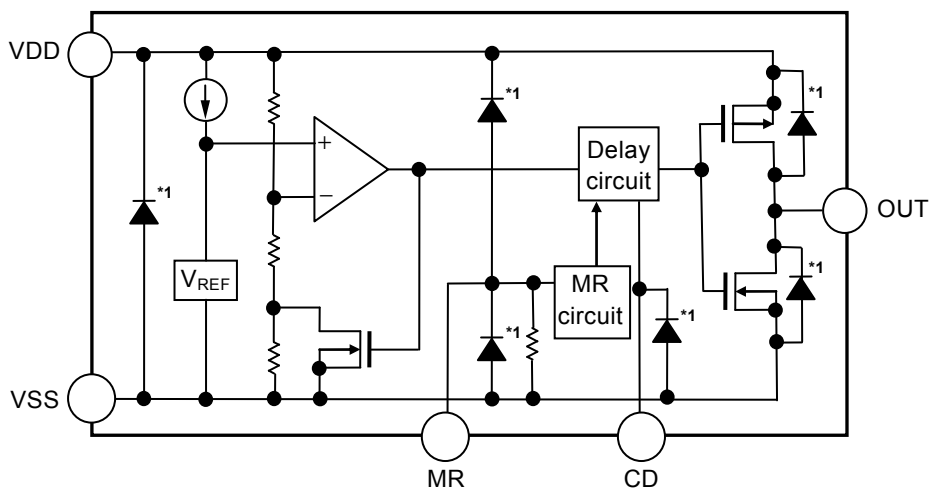 VDD
*1
*1
*1
+
−
Delay
circuit
OUT
*1
VREF
*1
MR
circuit
*1
*1
VSS
MR
CD